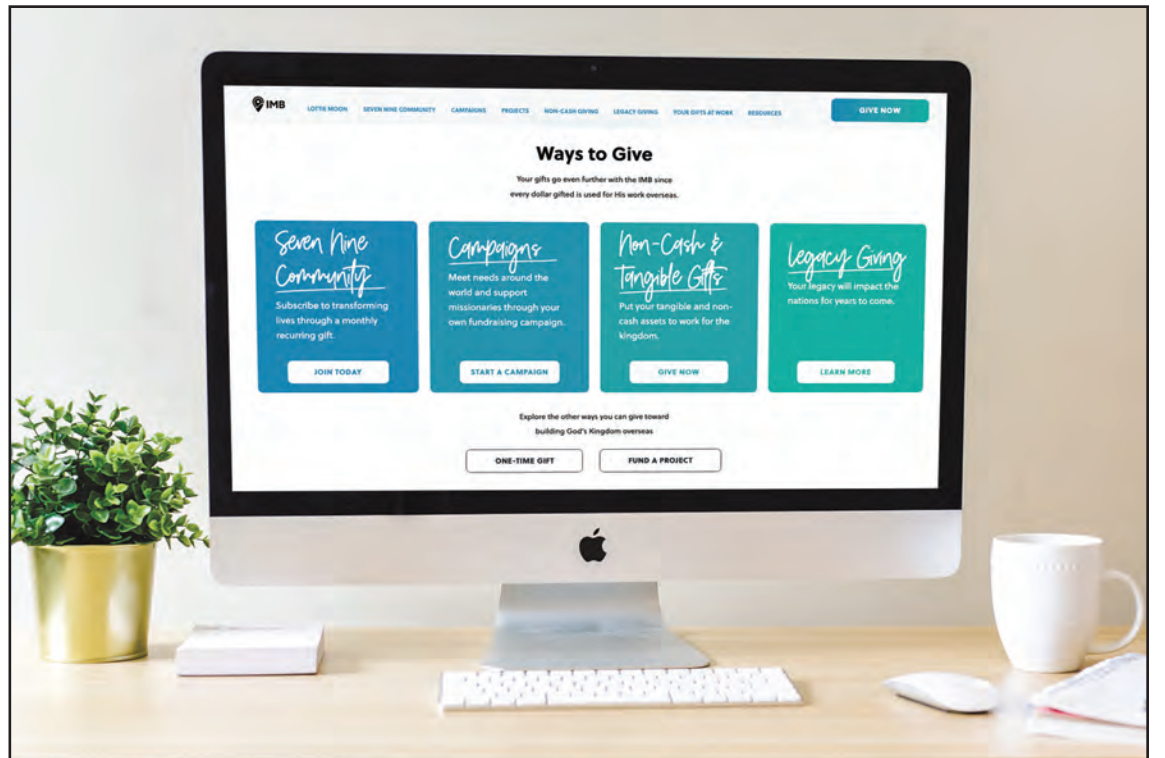 IMB
LOTTIE MOON SEVEN NINE COMMUNITY CAMPAIGNS PROJECTS NON-CASH GIVING LEGACY GIVING YOUR GIFTS AT WORK RESOURCES
GIVE NOW
Ways to Give
Your gifts go even further with the IMB since
every dollar gifted is used for His work overseas.
Seven Nine
Community
Subscribe to transforming
lives through a monthly
recurring gift.
JOIN TODAY
Campaigns
Meet needs around the
world and support
missionaries through your
own fundraising campaign.
START A CAMPAIGN
Non-Cash &
Tangible Gifts
Put your tangible and non-
cash assets to work for the
kingdom.
GIVE NOW
Legacy Giving
Your legacy will impact the
nations for years to come.
LEARN MORE
Explore the other ways you can give toward
building God's Kingdom overseas
ONE-TIME GIFT
FUND A PROJECT